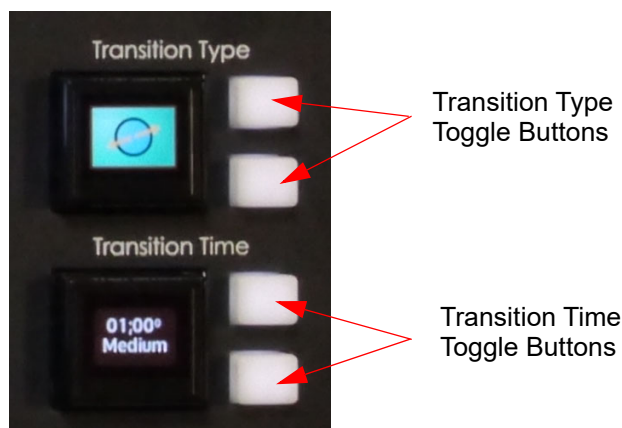 Transition Type
Transition Type
Toggle Buttons
Transition Time
01;00º
Medium
Transition Time
Toggle Buttons